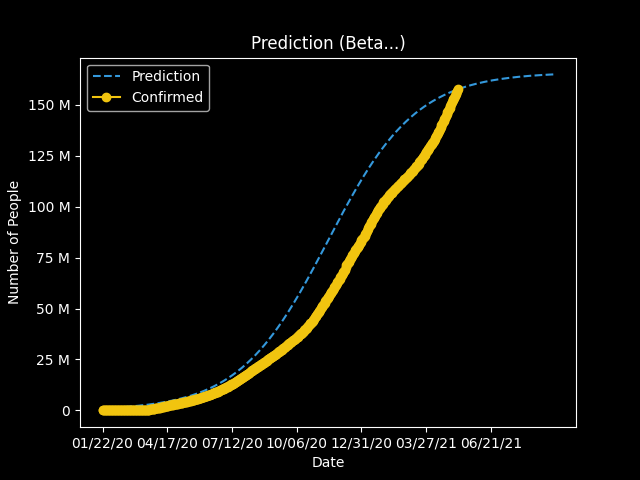 Prediction (Beta...)
Prediction
Confirmed
150 M
125 M
100 M
75 M
50 M
25 M
0
Number of People
01/22/20 04/17/20 07/12/20 10/06/20 12/31/20 03/27/21 06/21/21
Date